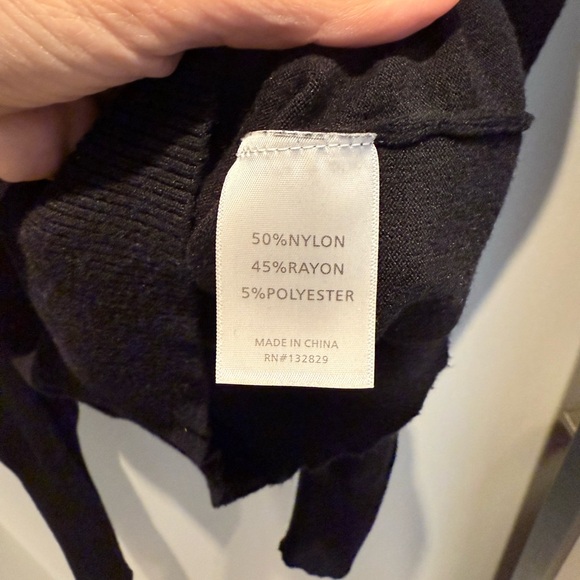 50%NYLON
45%RAYON
5%POLYESTER
MADE IN CHINA
RN#132829